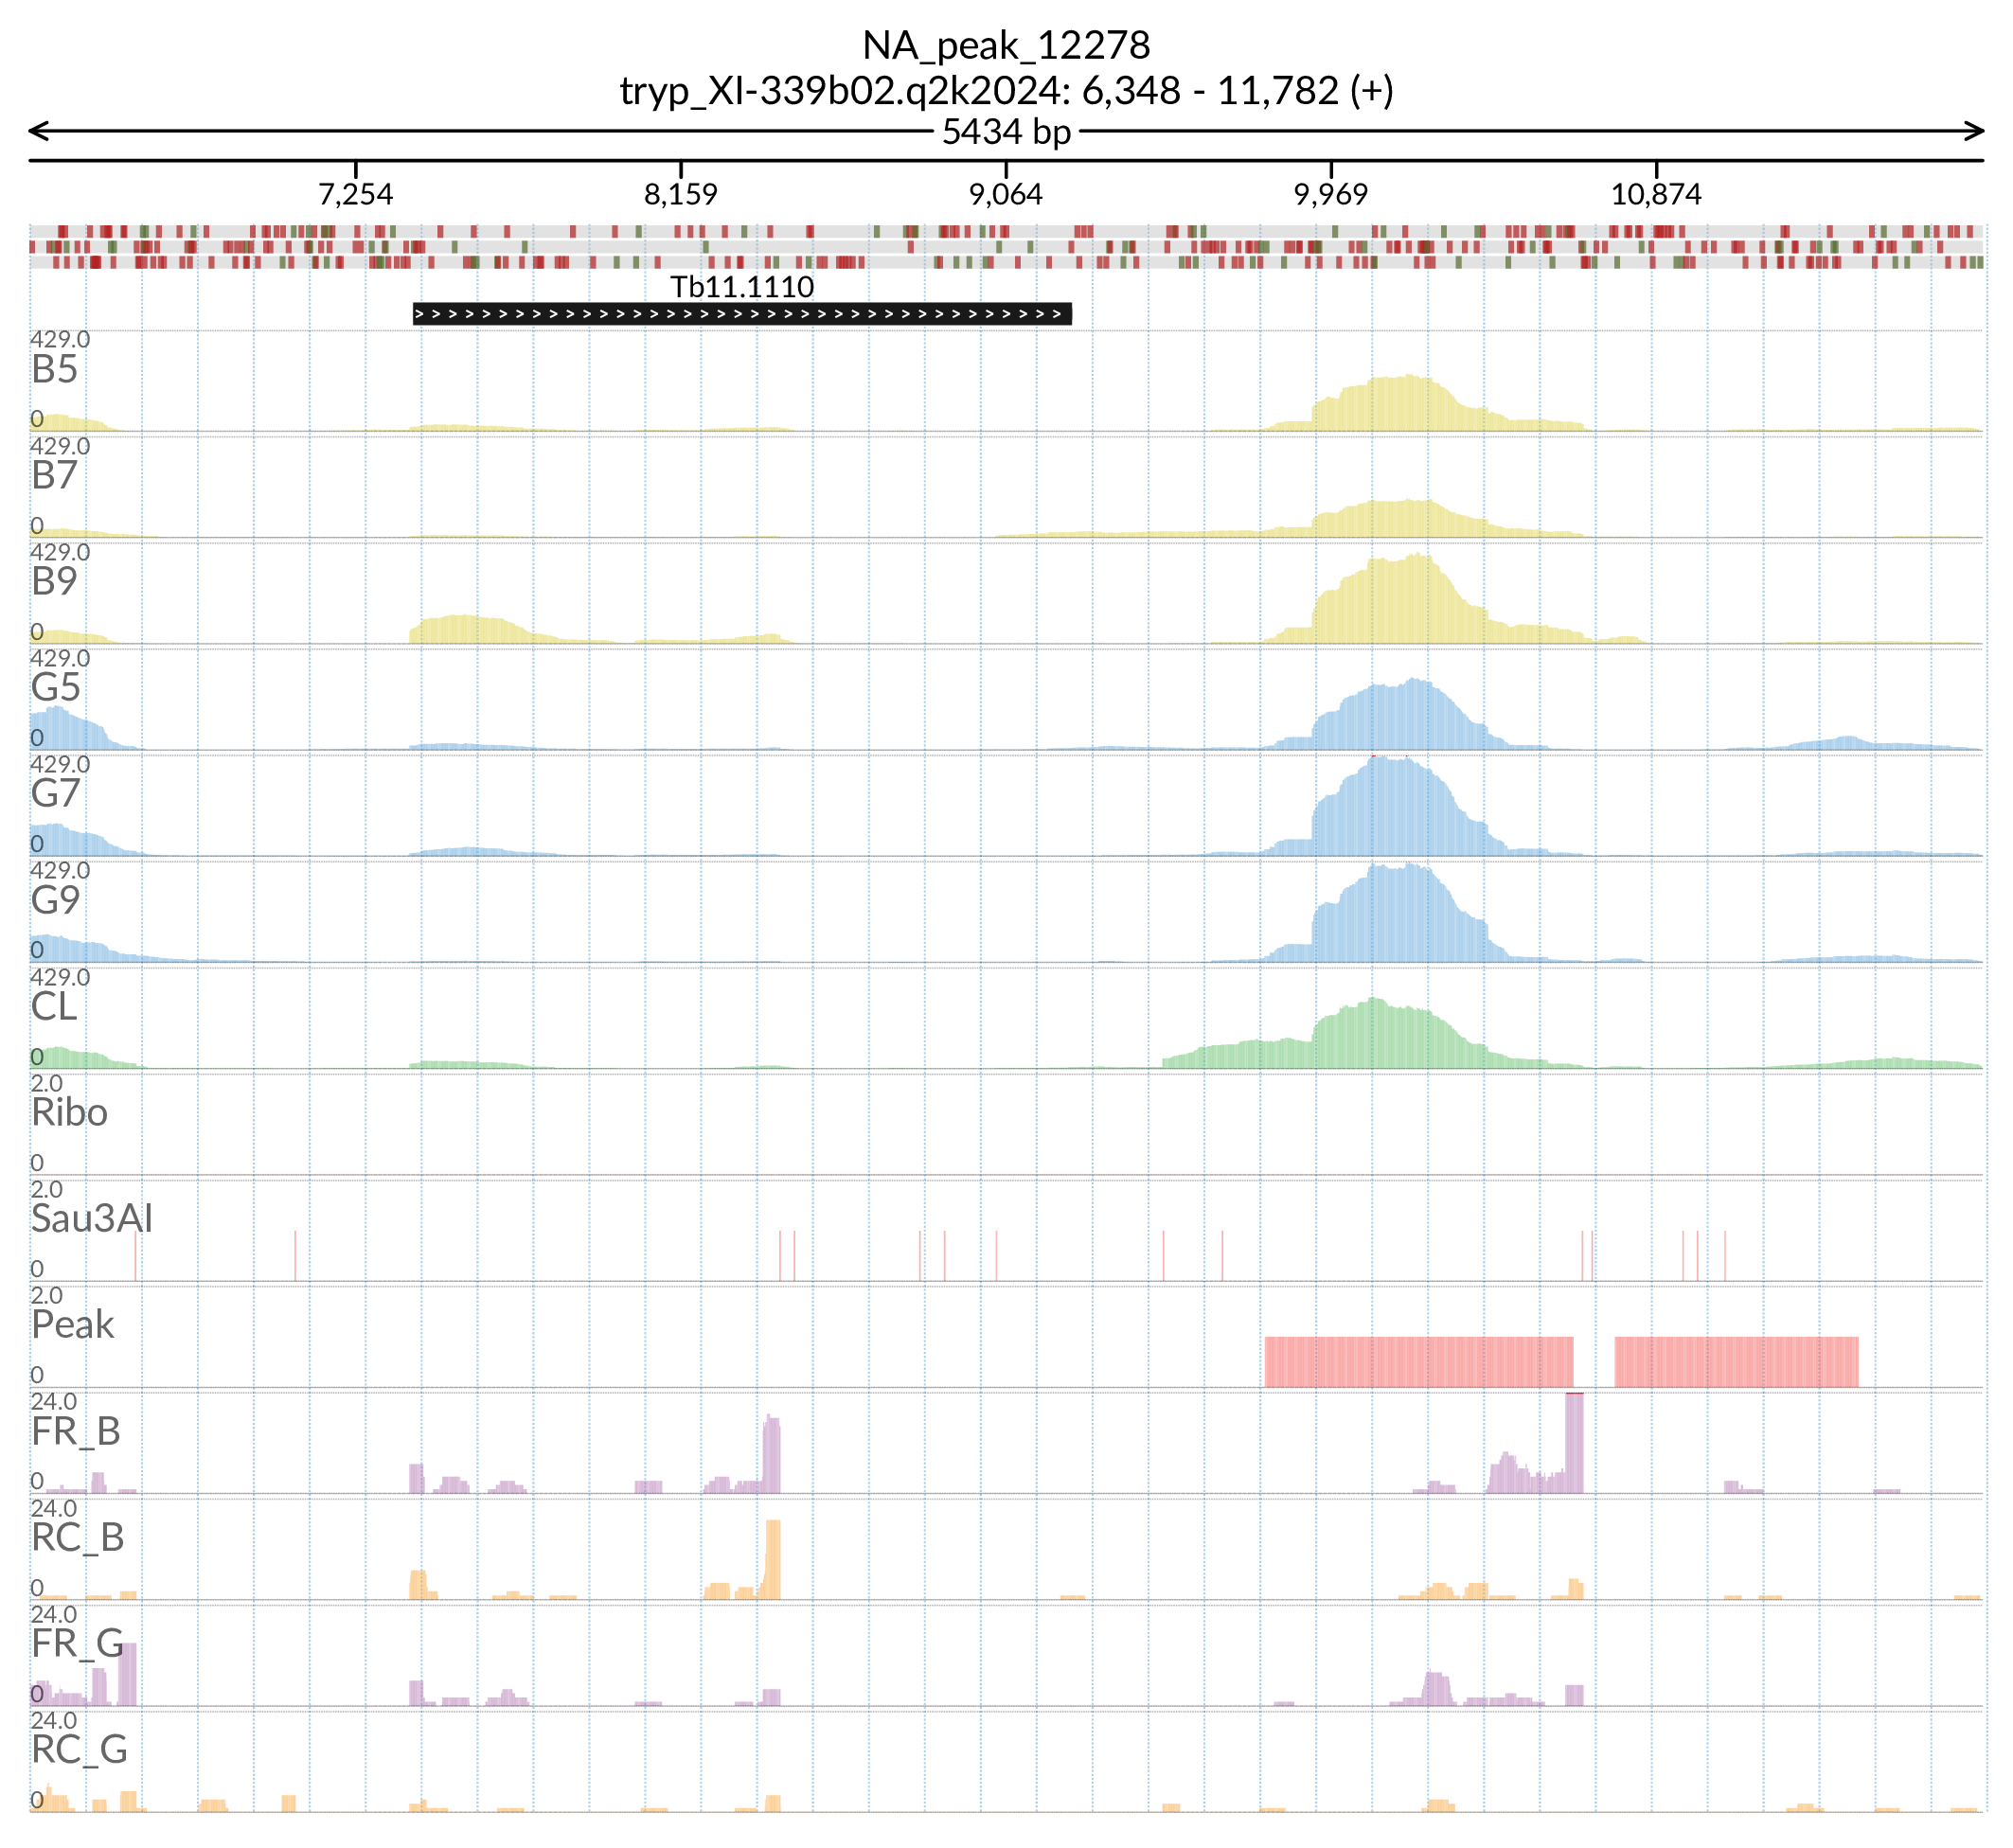 NA_peak_12278
tryp_XI-339b02.q2k2024: 6,348 - 11,782 (+)
5434 bp
7,254 8,159 9,064 9,969 10,874
Tb11.1110
429.0
B5
0
429.0
B7
0
429.0
B9
0
429.0
G5
0
429.0
G7
0
429.0
G9
0
429.0
CL
0
2.0
Ribo
0
2.0
Sau3AI
0
2.0
Peak
0
24.0
FR_B
0
24.0
RC_B
0
24.0
FR_G
0
24.0
RC_G
0